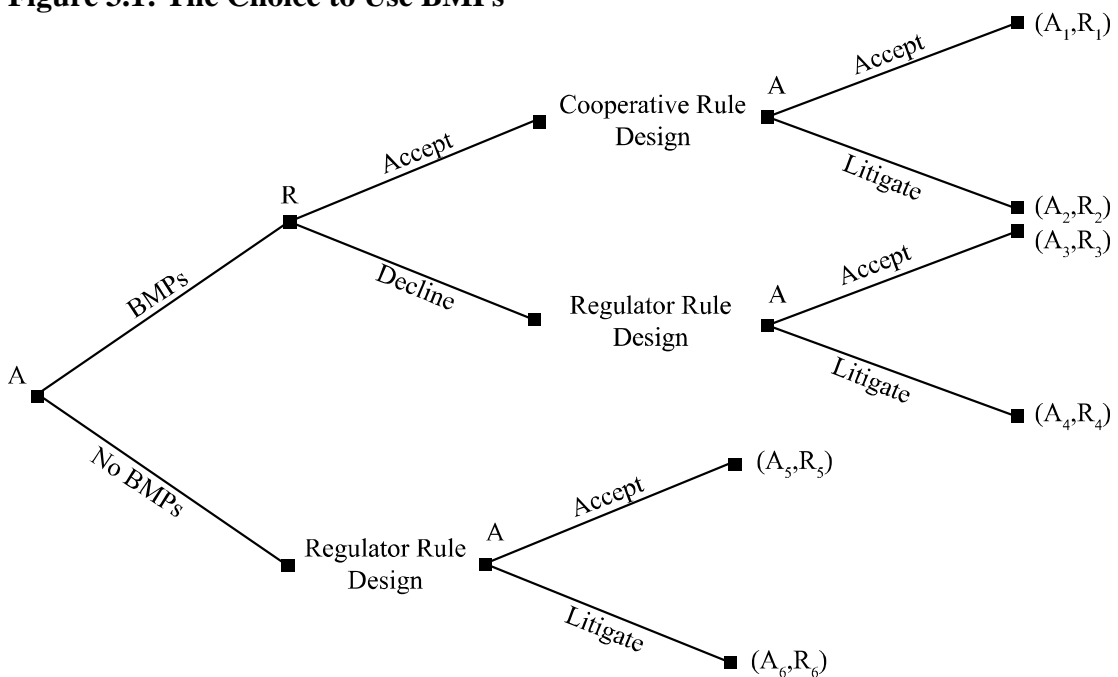 Figure 3.1: The Choice to Use BMPs
(A₁,R₁)
Accept
A
Cooperative Rule
Design
Accept
Litigate
R
(A₂,R₂)
(A₃,R₃)
Accept
BMPs
Decline
A
Regulator Rule
Design
Litigate
A
(A₄,R₄)
No BMPs
(A₅,R₅)
Accept
A
Regulator Rule
Design
Litigate
(A₆,R₆)